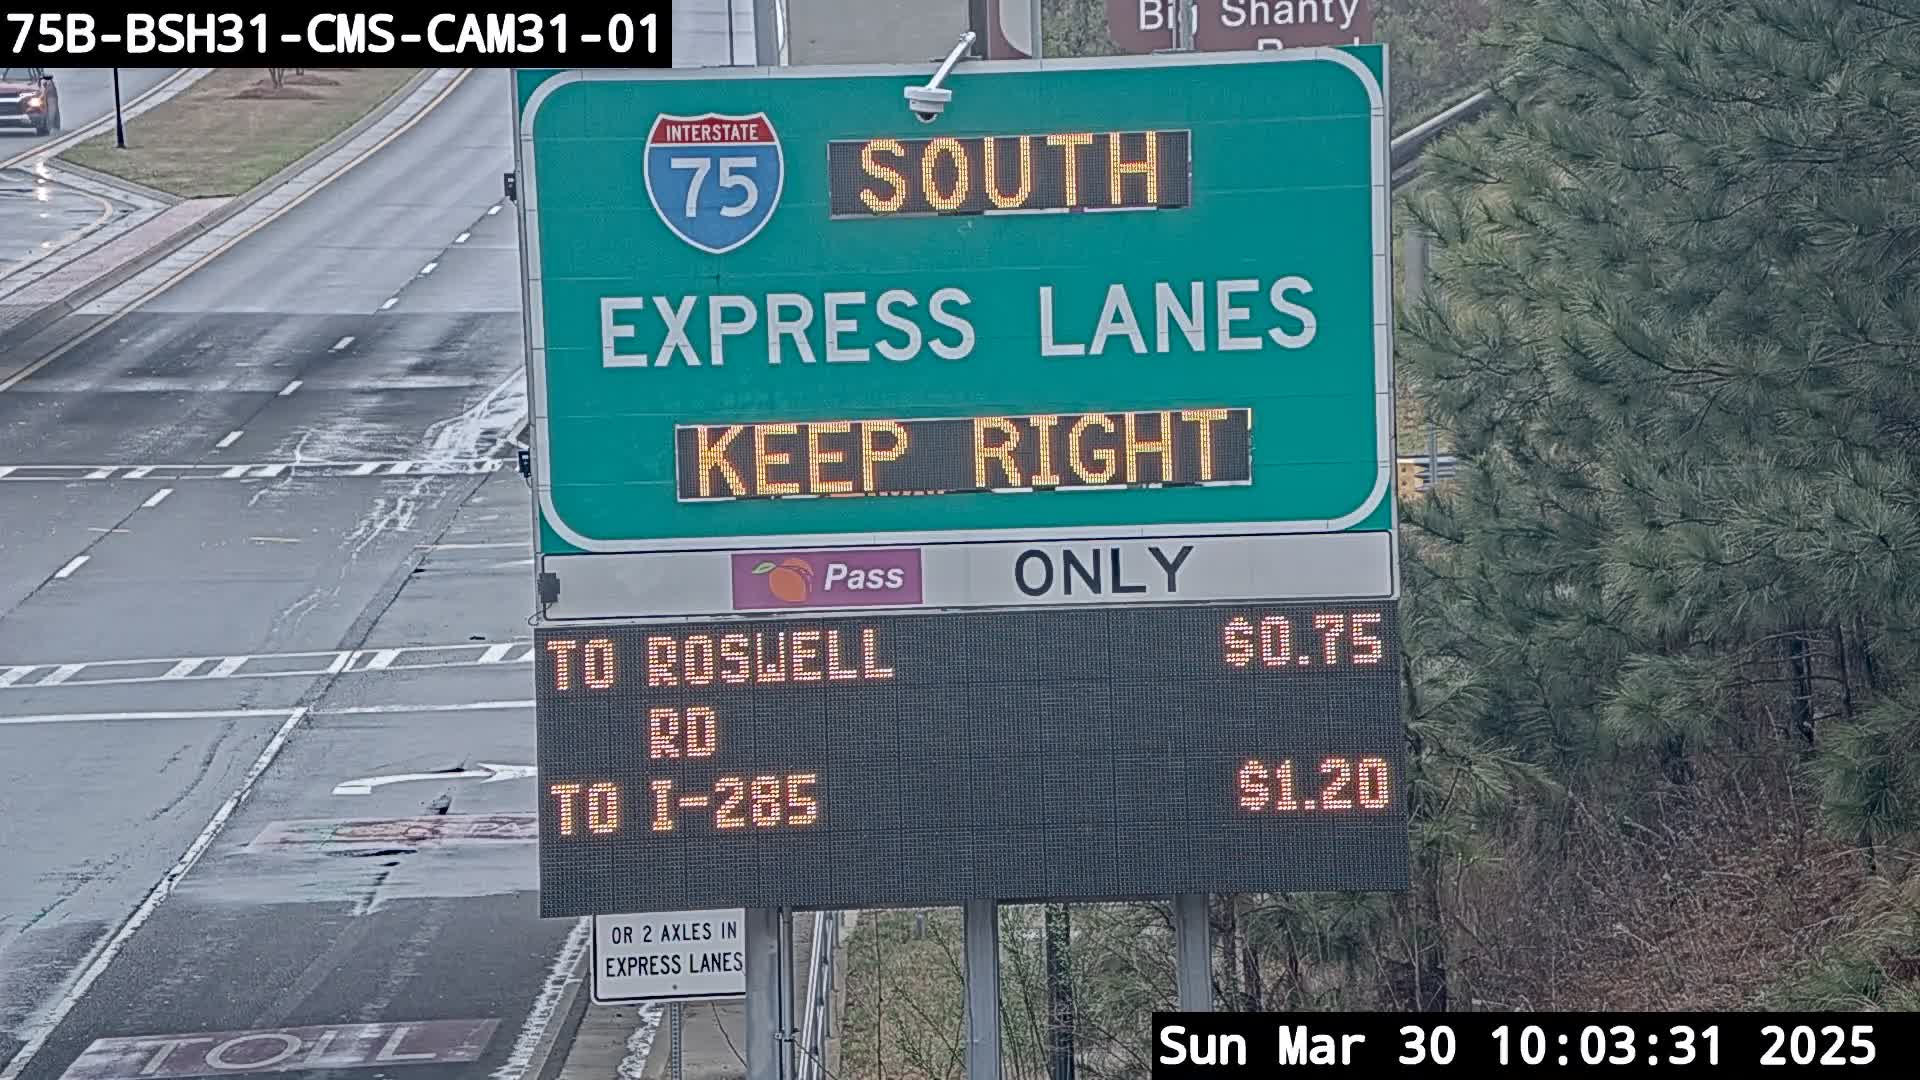 75B-BSH31-CMS-CAM31-01
Big Shanty
INTERSTATE
75
SOUTH
EXPRESS LANES
KEEP RIGHT
Pass
ONLY
TO ROSWELL $0.75
RD
TO I-285 $1.20
OR 2 AXLES IN
EXPRESS LANES
TOLL
Sun Mar 30 10:03:31 2025